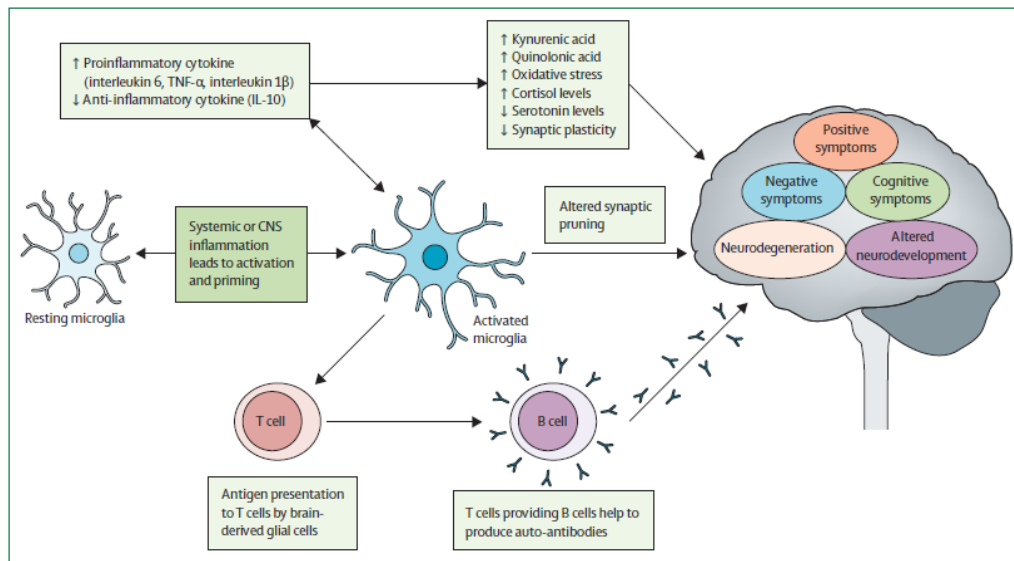 ↑ Proinflammatory cytokine
(interleukin 6, TNF-α, interleukin 1β)
↓ Anti-inflammatory cytokine (IL-10)
↑ Kynurenic acid
↑ Quinolonic acid
↑ Oxidative stress
↑ Cortisol levels
↓ Serotonin levels
↓ Synaptic plasticity
Positive
symptoms
Negative
symptoms
Cognitive
symptoms
Neurodegeneration
Altered
neurodevelopment
Systemic or CNS
inflammation
leads to activation
and priming
Altered synaptic
pruning
Resting microglia
Activated
microglia
T cell
B cell
Antigen presentation
to T cells by brain-
derived glial cells
T cells providing B cells help to
produce auto-antibodies